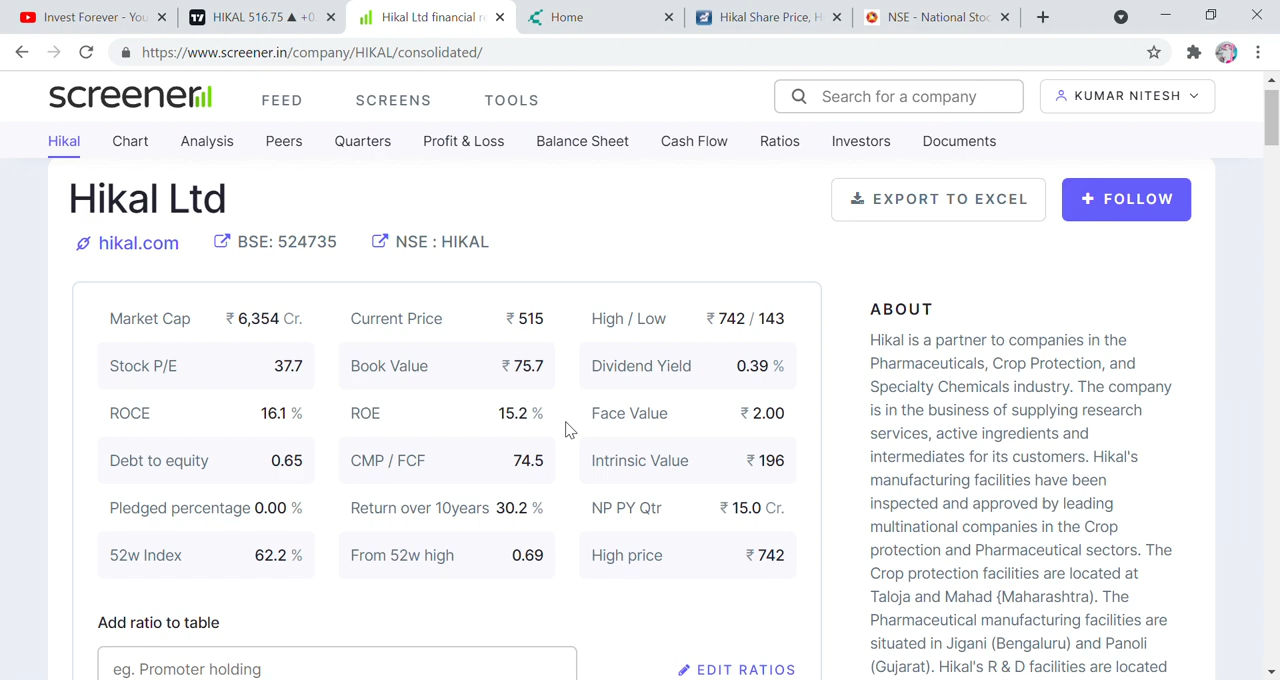 Invest Forever - You
HIKAL 516.75 ▲ +0.
Hikal Ltd financial re
Home
Hikal Share Price, H
NSE - National Stoc
https://www.screener.in/company/HIKAL/consolidated/
screener
FEED
SCREENS
TOOLS
Search for a company
KUMAR NITESH
Hikal
Chart
Analysis
Peers
Quarters
Profit & Loss
Balance Sheet
Cash Flow
Ratios
Investors
Documents
Hikal Ltd
EXPORT TO EXCEL
+ FOLLOW
hikal.com
BSE: 524735
NSE : HIKAL
Market Cap ₹ 6,354 Cr.
Current Price ₹ 515
High / Low ₹ 742 / 143
Stock P/E 37.7
Book Value ₹ 75.7
Dividend Yield 0.39 %
ROCE 16.1 %
ROE 15.2 %
Face Value ₹ 2.00
Debt to equity 0.65
CMP / FCF 74.5
Intrinsic Value ₹ 196
Pledged percentage 0.00 %
Return over 10years 30.2 %
NP PY Qtr ₹ 15.0 Cr.
52w Index 62.2 %
From 52w high 0.69
High price ₹ 742
Add ratio to table
eg. Promoter holding
EDIT RATIOS
ABOUT
Hikal is a partner to companies in the
Pharmaceuticals, Crop Protection, and
Specialty Chemicals industry. The company
is in the business of supplying research
services, active ingredients and
intermediates for its customers. Hikal's
manufacturing facilities have been
inspected and approved by leading
multinational companies in the Crop
protection and Pharmaceutical sectors. The
Crop protection facilities are located at
Taloja and Mahad {Maharashtra). The
Pharmaceutical manufacturing facilities are
situated in Jigani (Bengaluru) and Panoli
(Gujarat). Hikal's R & D facilities are located